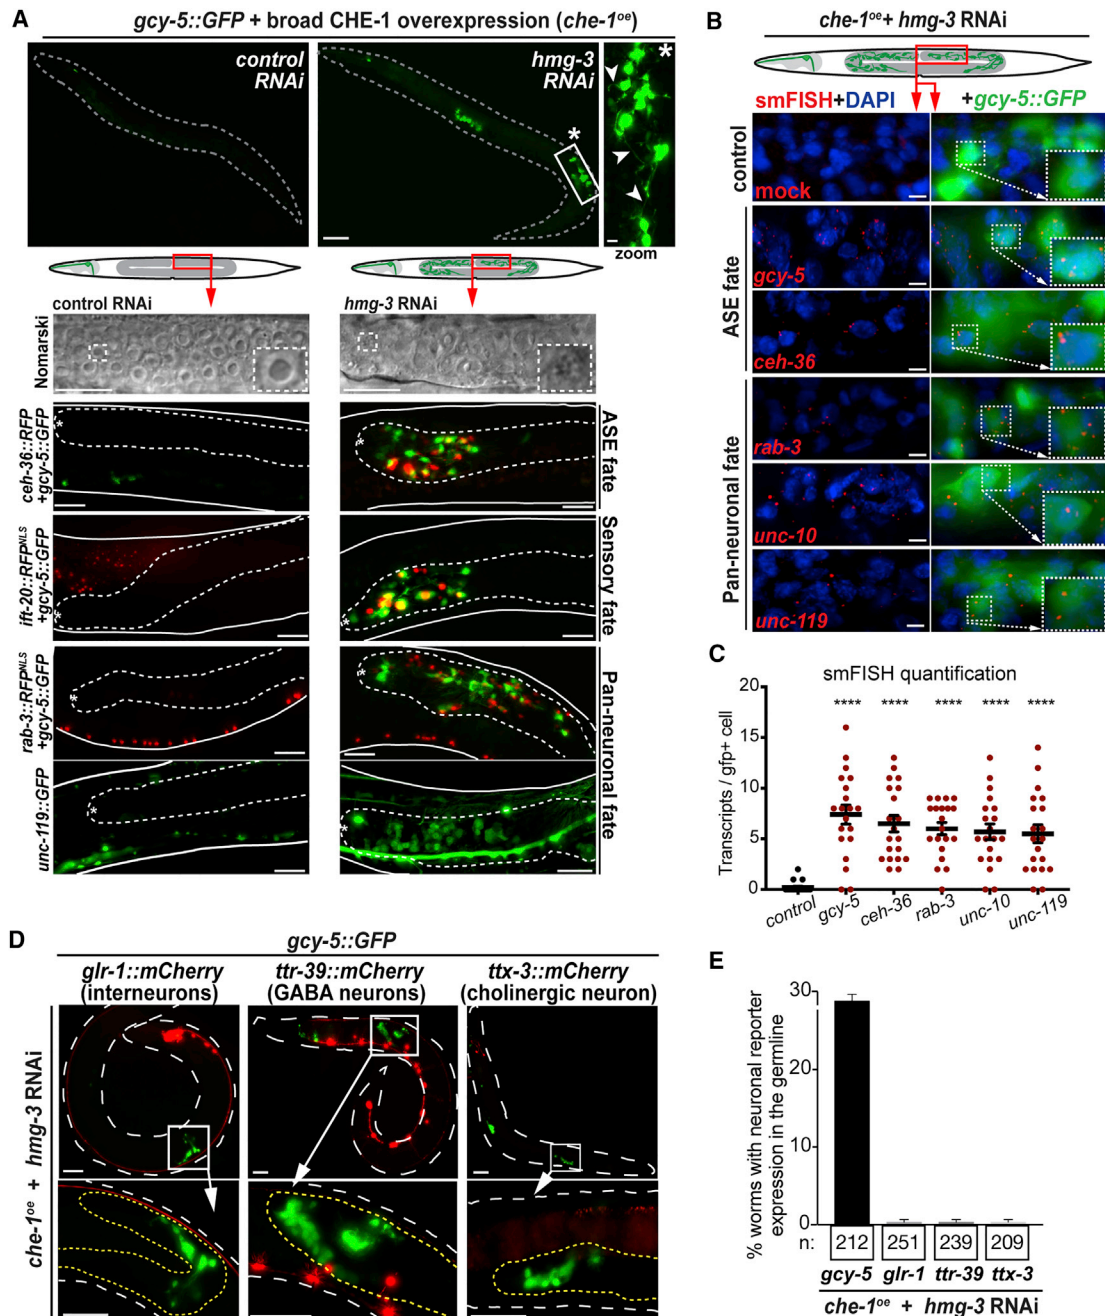 A
gcy-5::GFP + broad CHE-1 overexpression (che-1oe)
control
RNAi
hmg-3
RNAi
*
*
zoom
control RNAi
hmg-3 RNAi
Nomarski
ceh-36::RFP
+gcy-5::GFP
*
*
ASE fate
ift-20::RFPNLS
+gcy-5::GFP
*
*
Sensory fate
rab-3::RFPNLS
+gcy-5::GFP
*
*
unc-119::GFP
*
*
Pan-neuronal fate
B
che-1oe+ hmg-3 RNAi
smFISH+DAPI
+gcy-5::GFP
control
mock
ASE fate
gcy-5
ceh-36
Pan-neuronal fate
rab-3
unc-10
unc-119
C
smFISH quantification
Transcripts / gfp+ cell
20
15
10
5
0
**** **** **** **** ****
control gcy-5 ceh-36 rab-3 unc-10 unc-119
D
gcy-5::GFP
glr-1::mCherry
(interneurons)
ttr-39::mCherry
(GABA neurons)
ttx-3::mCherry
(cholinergic neuron)
che-1oe + hmg-3 RNAi
E
% worms with neuronal reporter
expression in the germline
30
20
10
0
n: 212 251 239 209
gcy-5 glr-1 ttr-39 ttx-3
che-1oe + hmg-3 RNAi